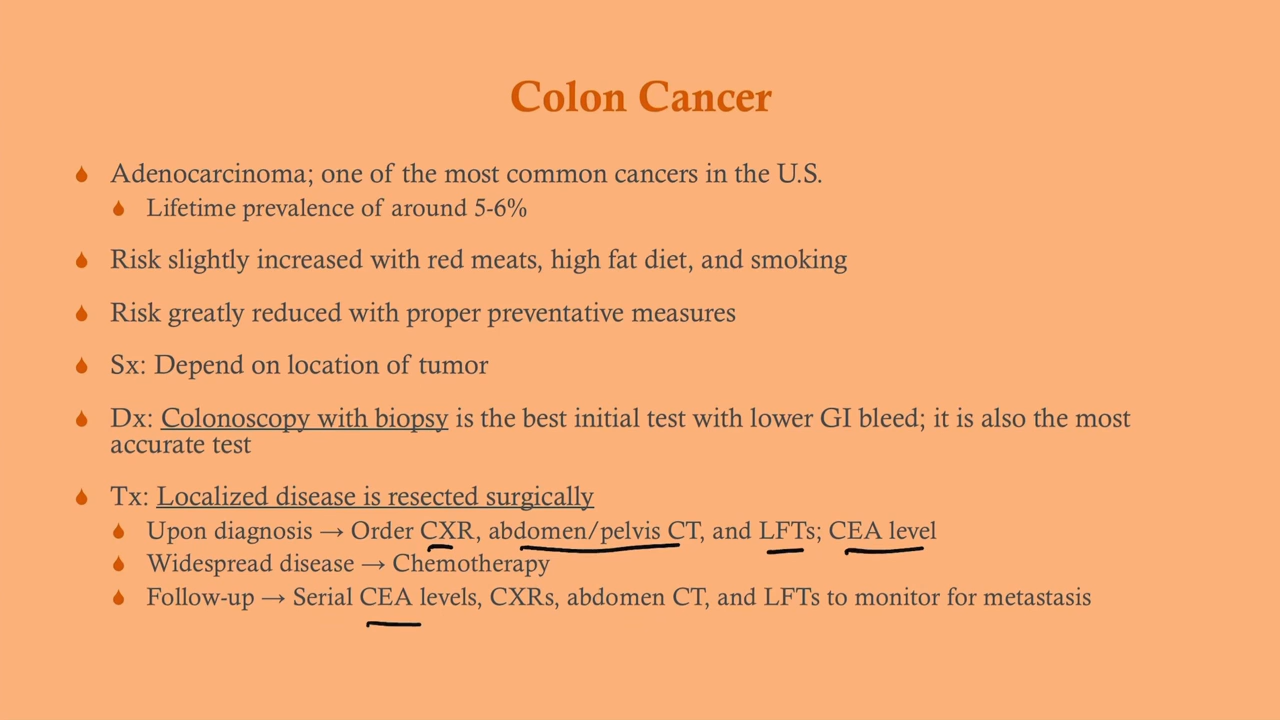 Colon Cancer
Adenocarcinoma; one of the most common cancers in the U.S.
Lifetime prevalence of around 5-6%
Risk slightly increased with red meats, high fat diet, and smoking
Risk greatly reduced with proper preventative measures
Sx: Depend on location of tumor
Dx: Colonoscopy with biopsy is the best initial test with lower GI bleed; it is also the most
accurate test
Tx: Localized disease is resected surgically
Upon diagnosis → Order CXR, abdomen/pelvis CT, and LFTs; CEA level
Widespread disease → Chemotherapy
Follow-up → Serial CEA levels, CXRs, abdomen CT, and LFTs to monitor for metastasis